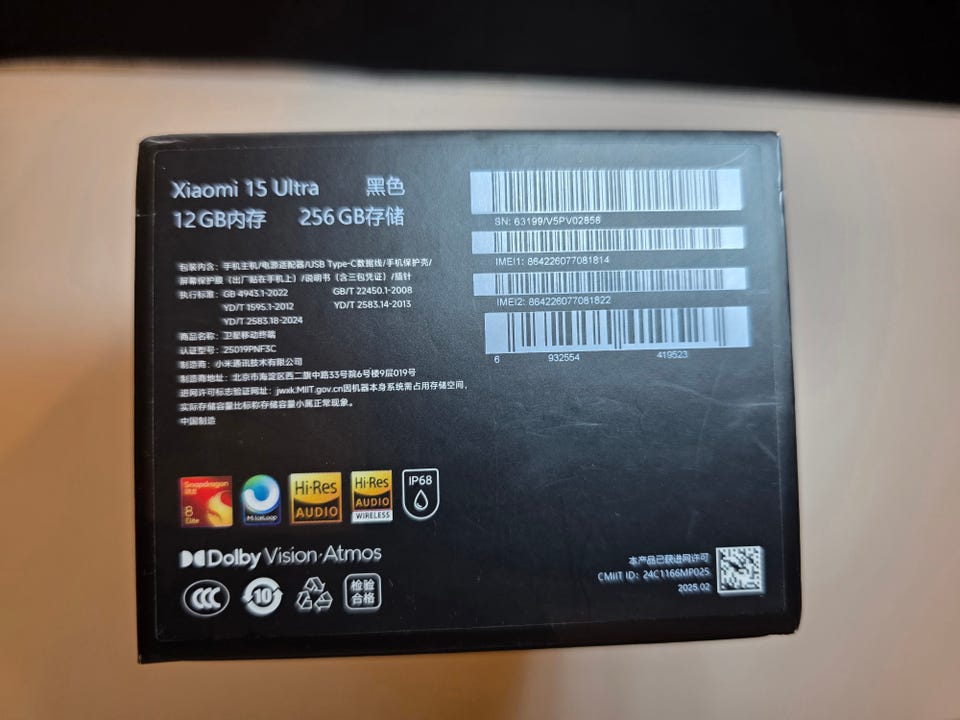 Xiaomi 15 Ultra 黑色
12GB内存 256GB存储
包装内含：手机主机/电源适配器/USB Type-C数据线/手机保护壳/
屏幕保护膜（出厂贴在手机上）/说明书（含三包凭证）/插针
执行标准：GB 4943.1-2022 GB/T 22450.1-2008
YD/T 1595.1-2012 YD/T 2583.14-2013
YD/T 2583.18-2024
商品名称：卫星移动终端
认证型号：25019PNF3C
制造商：小米通讯技术有限公司
制造商地址：北京市海淀区西二旗中路33号院6号楼9层019号
进网许可标志验证网址：jwxk.MIIT.gov.cn因机器本身系统需占用存储空间，
实际存储容量比标称存储容量小属正常现象。
中国制造
SN: 63199/V5PV02858
IMEI1: 864226077081814
IMEI2: 864226077081822
6 932554 419523
Snapdragon
骁龙
8
Elite
Mi IceLoop
Hi-Res
AUDIO
Hi-Res
AUDIO
WIRELESS
IP68
Dolby Vision·Atmos
CCC
10
检验
合格
本产品已获进网许可
CMIIT ID: 24C1166MP025
2025.02